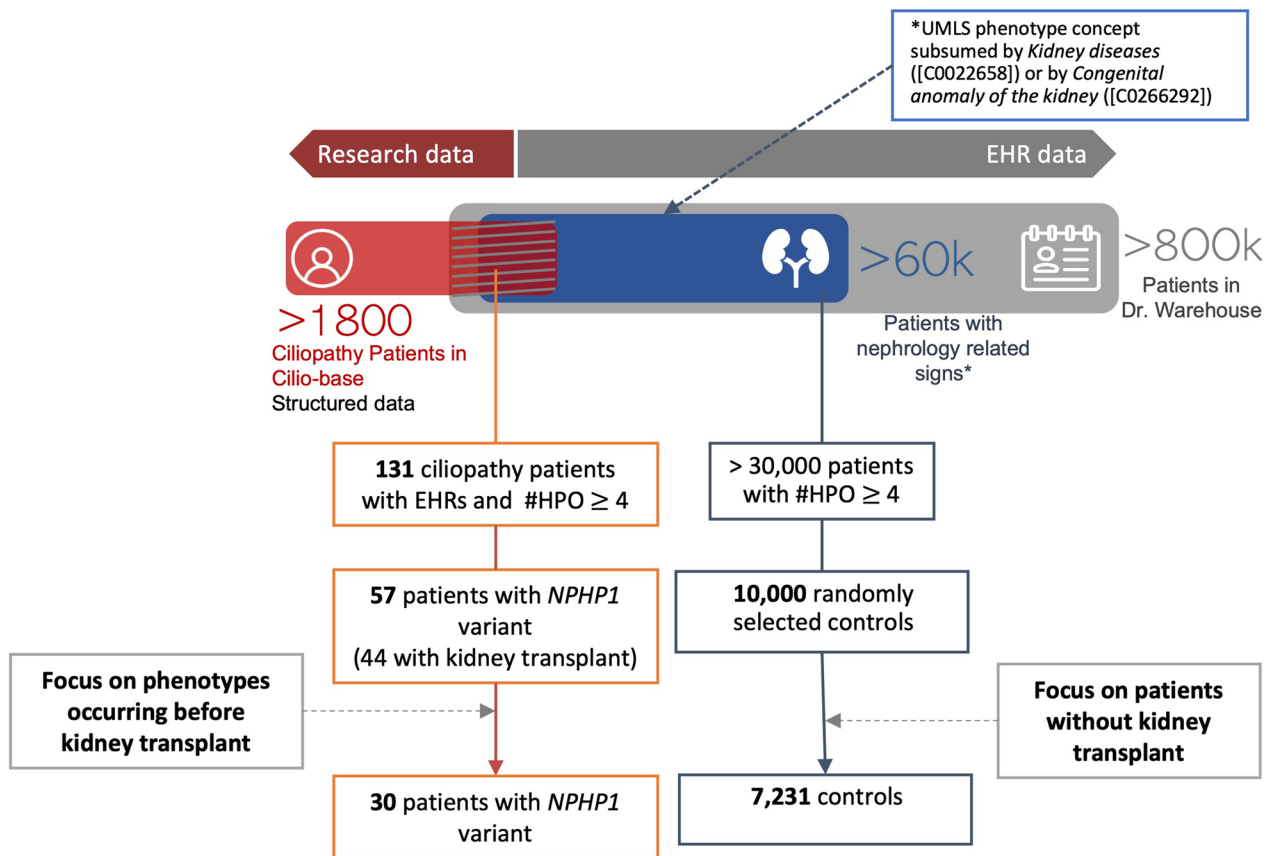 *UMLS phenotype concept
subsumed by Kidney diseases
([C0022658]) or by Congenital
anomaly of the kidney ([C0266292])
Research data
EHR data
>1800
Ciliopathy Patients in
Cilio-base
Structured data
>60k
Patients with
nephrology related
signs*
>800k
Patients in
Dr. Warehouse
131 ciliopathy patients
with EHRs and #HPO ≥ 4
> 30,000 patients
with #HPO ≥ 4
57 patients with NPHP1
variant
(44 with kidney transplant)
10,000 randomly
selected controls
Focus on phenotypes
occurring before
kidney transplant
Focus on patients
without kidney
transplant
30 patients with NPHP1
variant
7,231 controls